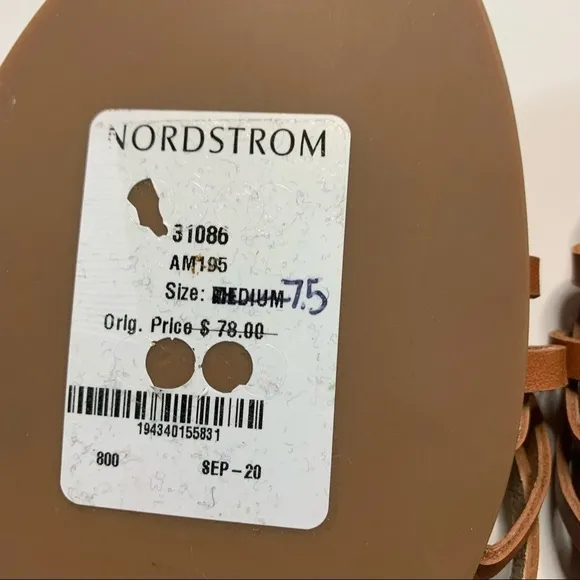 NORDSTROM
31086
AM195
Size: MEDIUM 7.5
Orig. Price $ 78.00
194340155831
800 SEP-20